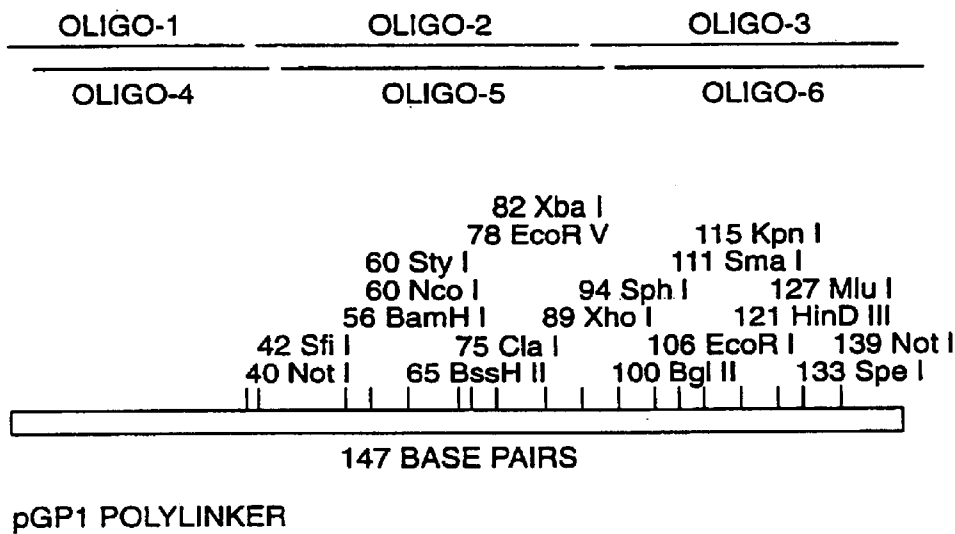 OLIGO-1 OLIGO-2 OLIGO-3
OLIGO-4 OLIGO-5 OLIGO-6
82 Xba I
78 EcoR V 115 Kpn I
60 Sty I 111 Sma I
60 Nco I 94 Sph I 127 Mlu I
56 BamH I 89 Xho I 121 HinD III
42 Sfi I 75 Cla I 106 EcoR I 139 Not I
40 Not I 65 BssH II 100 Bgl II 133 Spe I
147 BASE PAIRS
pGP1 POLYLINKER